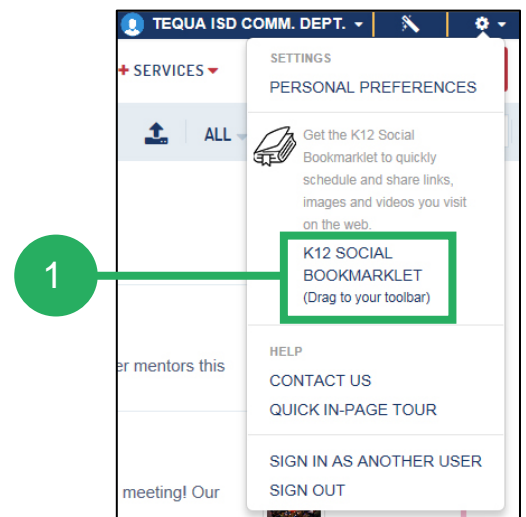 TEQUA ISD COMM. DEPT.
+ SERVICES
ALL
SETTINGS
PERSONAL PREFERENCES
Get the K12 Social
Bookmarklet to quickly
schedule and share links,
images and videos you visit
on the web.
K12 SOCIAL
BOOKMARKLET
(Drag to your toolbar)
1
HELP
er mentors this
CONTACT US
QUICK IN-PAGE TOUR
SIGN IN AS ANOTHER USER
meeting! Our
SIGN OUT